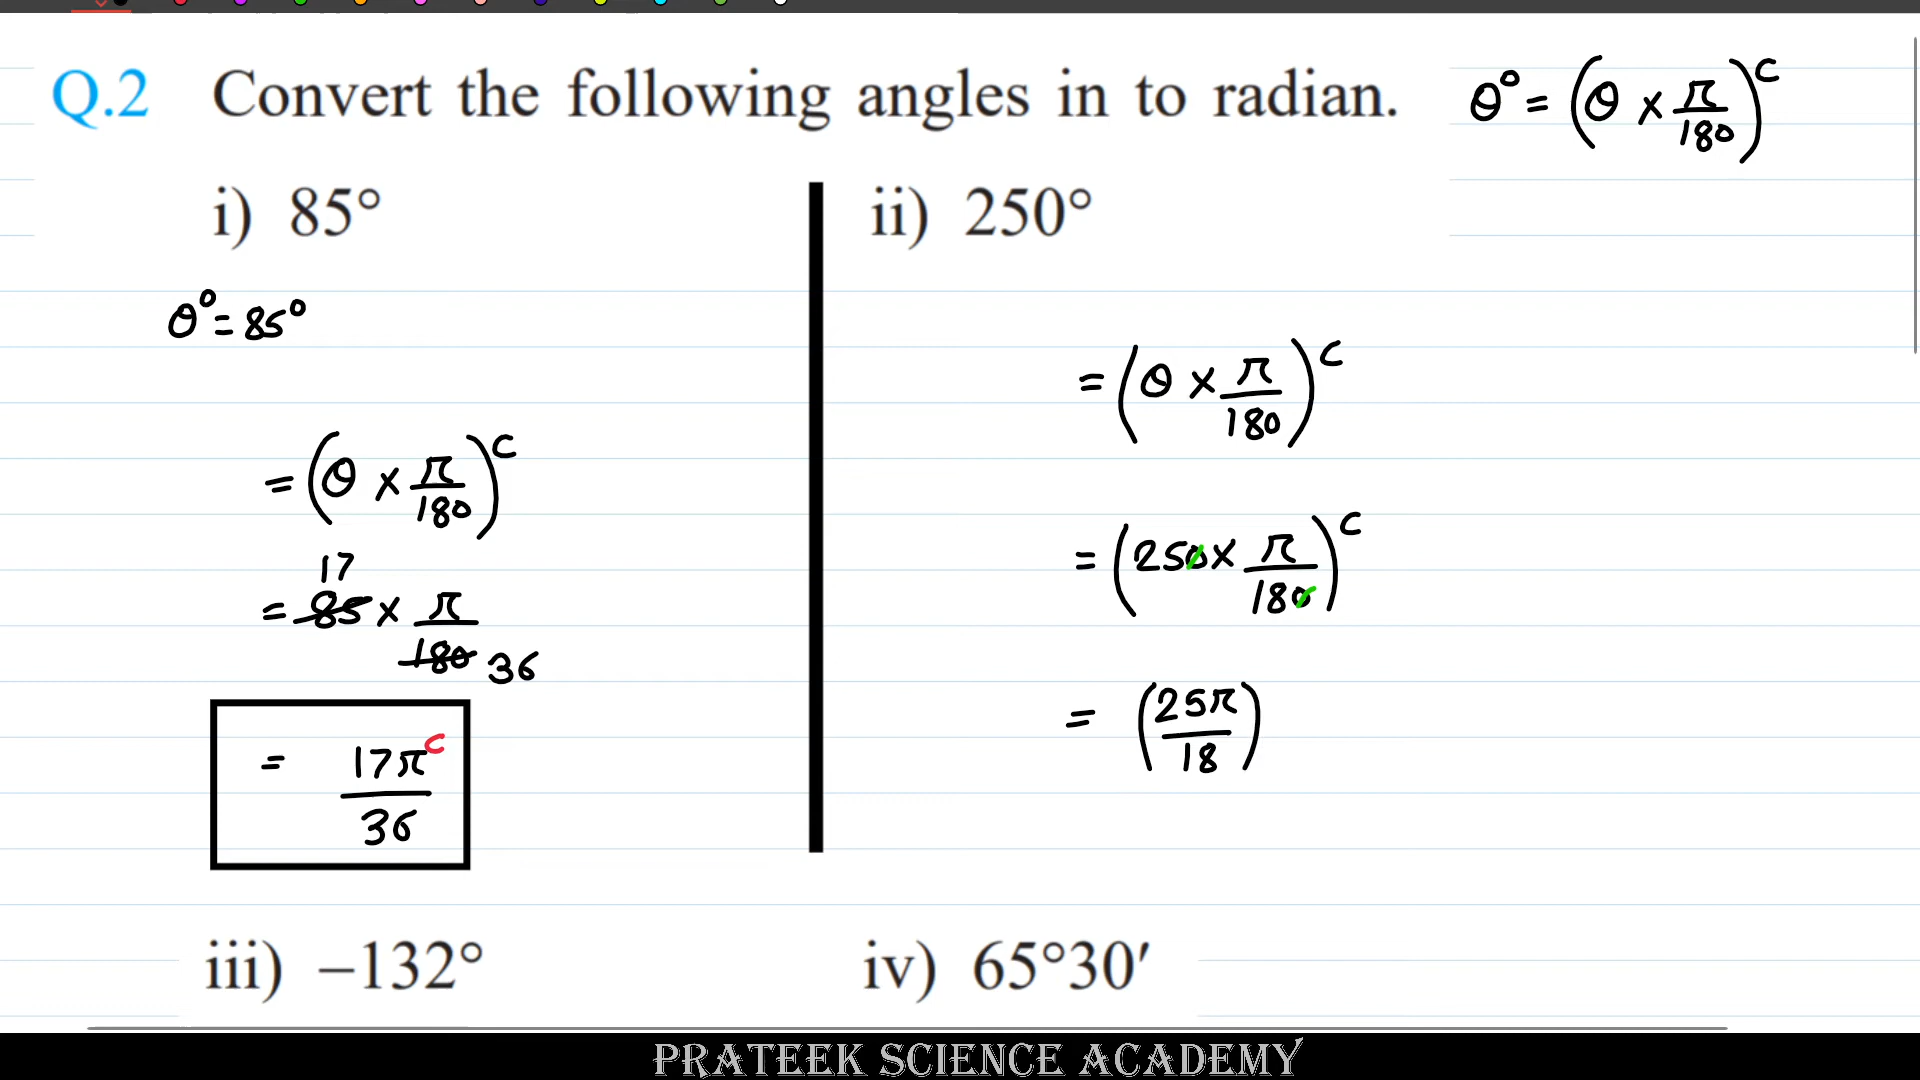 Q.2 Convert the following angles in to radian.
θ° = (θ × π/180)ᶜ
i) 85°
θ° = 85°
= (θ × π/180)ᶜ
17
= 85 × π/180 36
= 17πᶜ/36
ii) 250°
= (θ × π/180)ᶜ
= (250 × π/180)ᶜ
= (25π/18)
iii) –132°
iv) 65°30′
PRATEEK SCIENCE ACADEMY